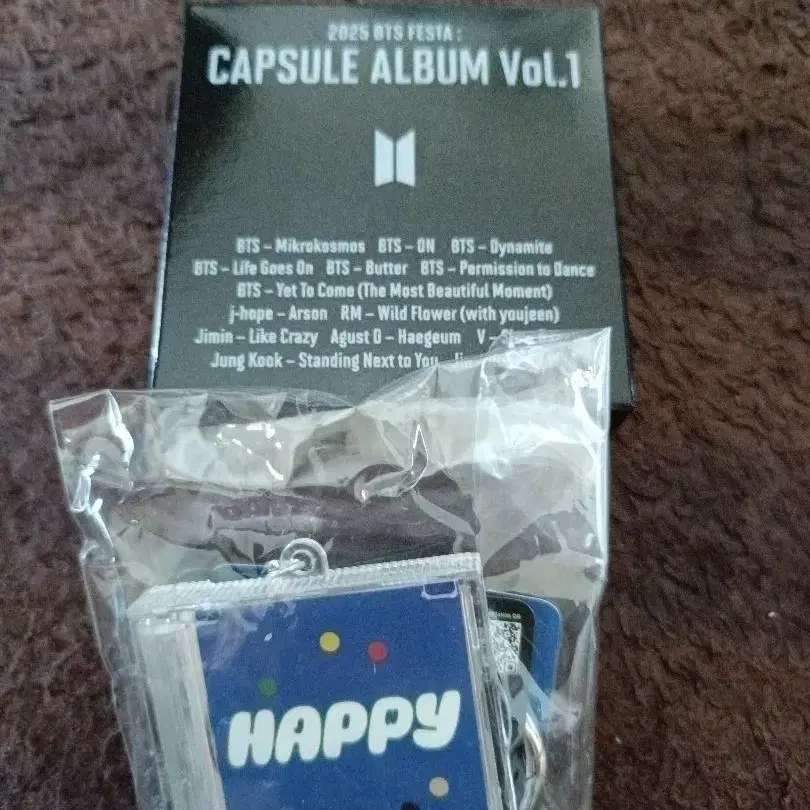 2025 BTS FESTA :
CAPSULE ALBUM Vol.1
BTS – Mikrokosmos BTS – ON BTS – Dynamite
BTS – Life Goes On BTS – Butter BTS – Permission to Dance
BTS – Yet To Come (The Most Beautiful Moment)
j-hope – Arson RM – Wild Flower (with youjeen)
Jimin – Like Crazy Agust D – Haegeum V –
Jung Kook – Standing Next to You
QR
HAPPY